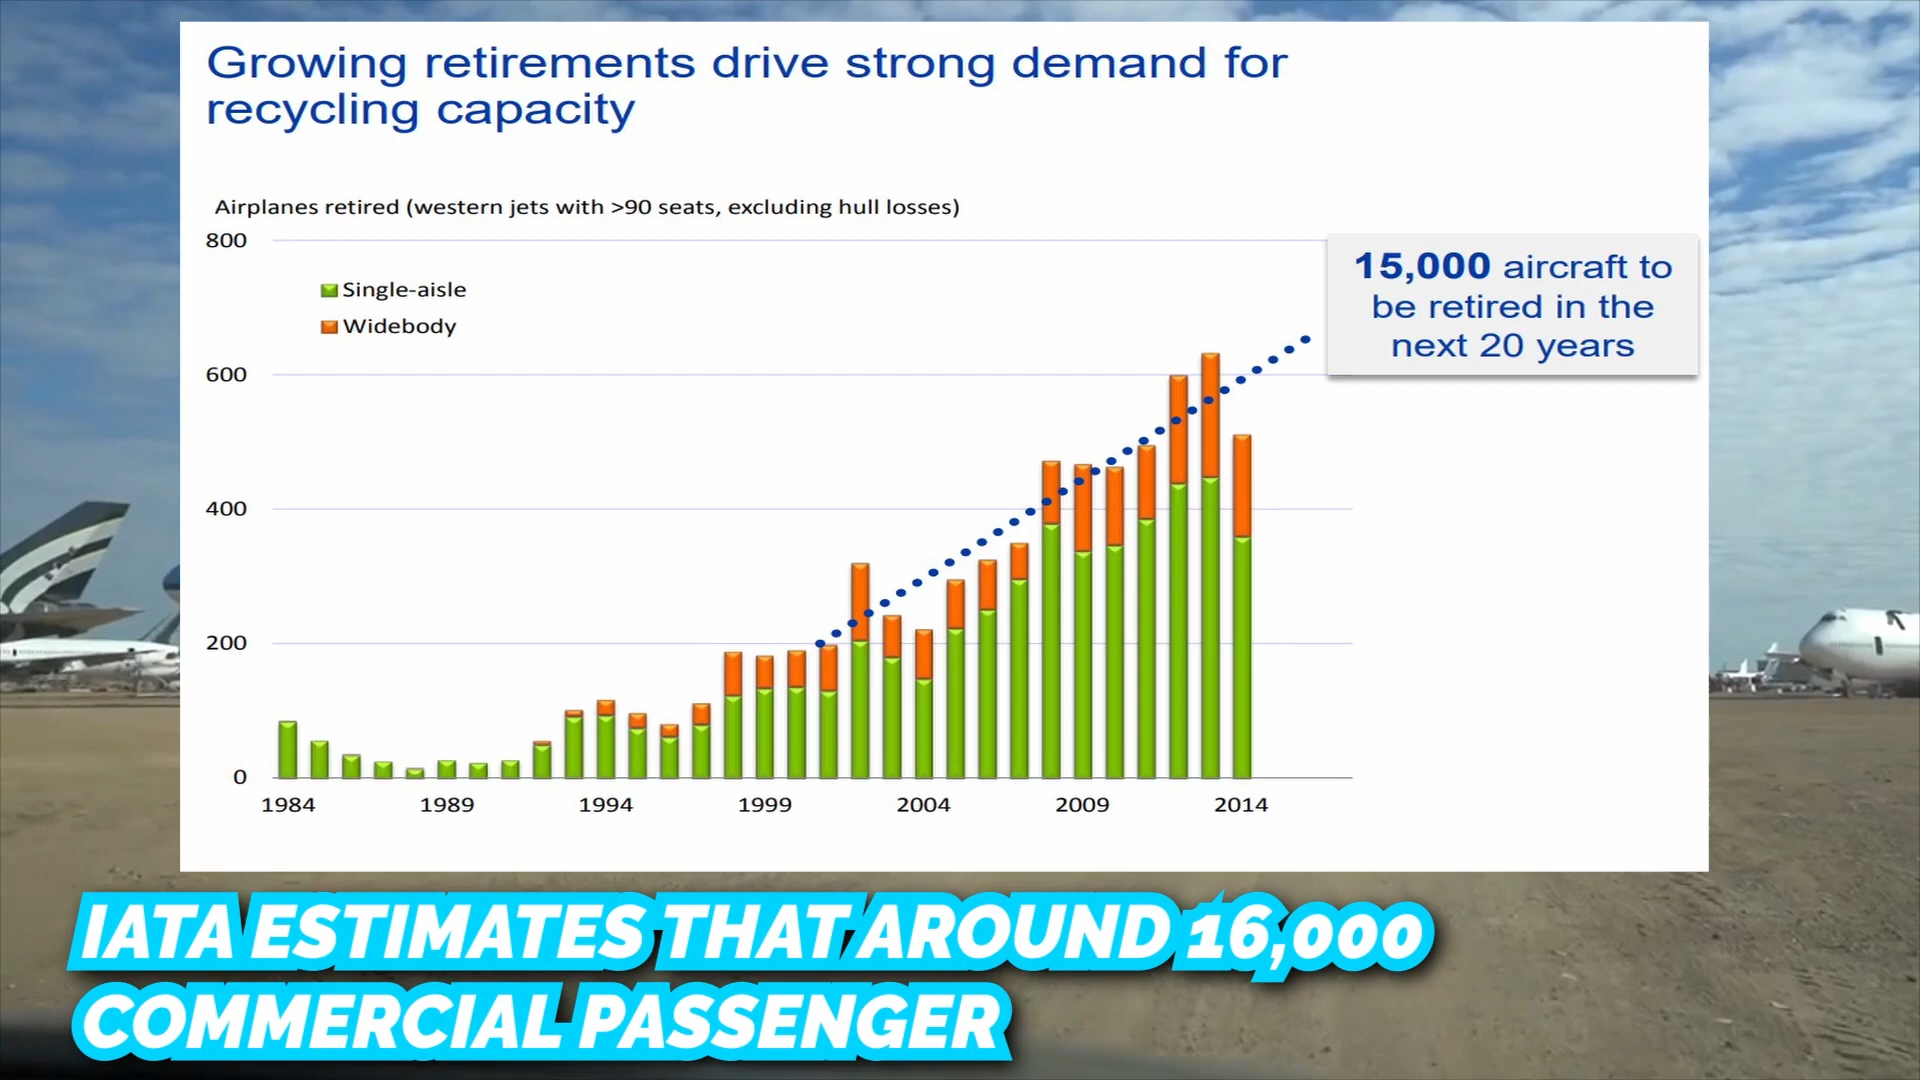 Growing retirements drive strong demand for
recycling capacity
Airplanes retired (western jets with >90 seats, excluding hull losses)
800
600
400
200
0
Single-aisle
Widebody
15,000 aircraft to
be retired in the
next 20 years
1984 1989 1994 1999 2004 2009 2014
IATA ESTIMATES THAT AROUND 16,000
COMMERCIAL PASSENGER